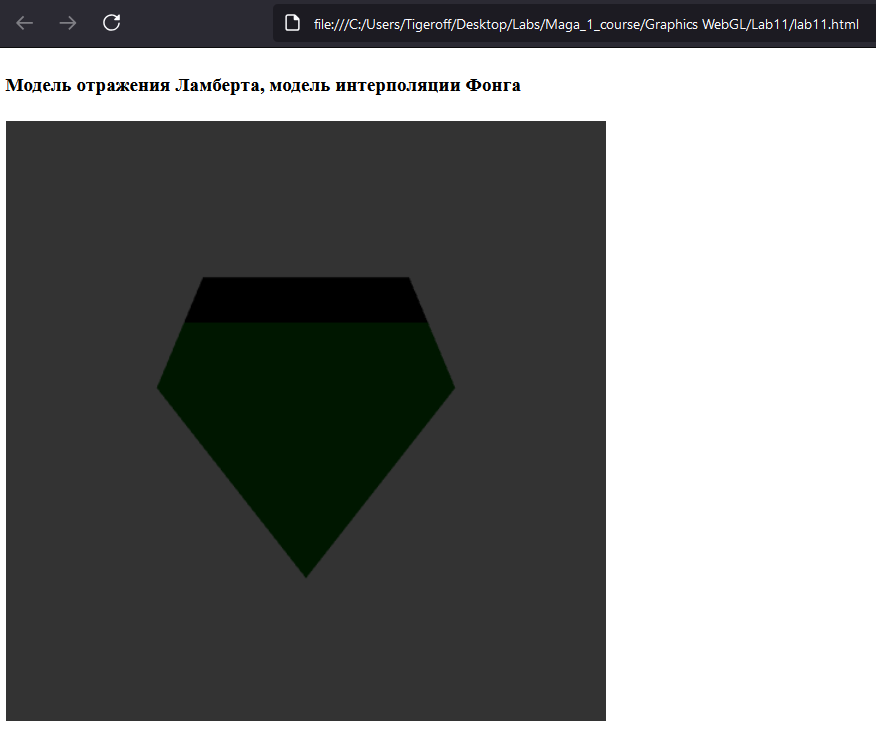 file:///C:/Users/Tigeroff/Desktop/Labs/Maga_1_course/Graphics WebGL/Lab11/lab11.html
Модель отражения Ламберта, модель интерполяции Фонга